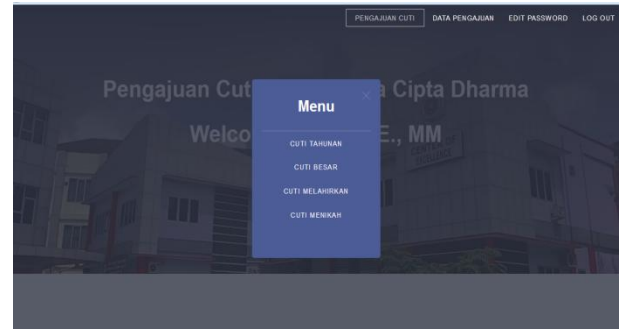 PENGAJUAN CUTI DATA PENGAJUAN EDIT PASSWORD LOG OUT
Pengajuan Cut a Cipta Dharma
Menu
Welco E., MM
CUTI TAHUNAN
CUTI BESAR
CUTI MELAHIRKAN
CUTI MENIKAH